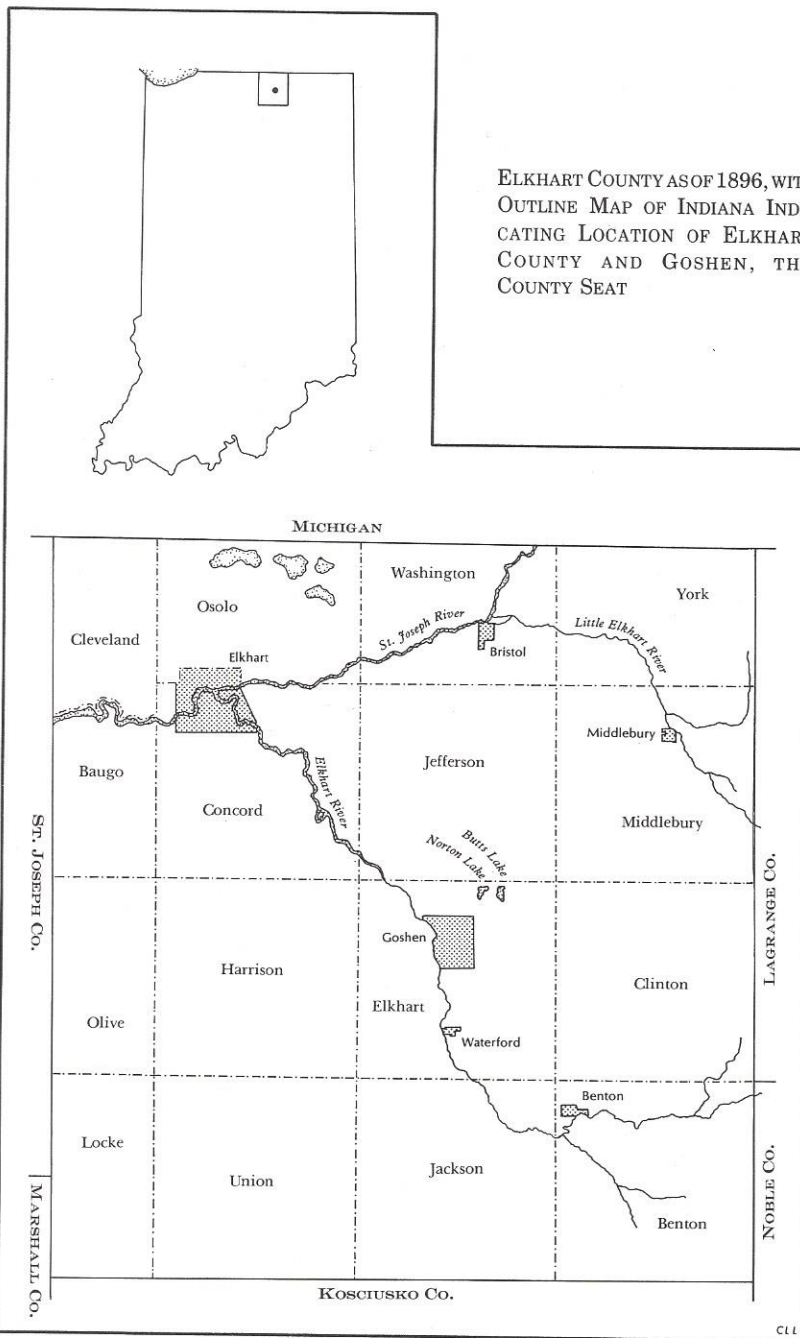 ELKHART COUNTY AS OF 1896, WIT
OUTLINE MAP OF INDIANA IND
CATING LOCATION OF ELKHAR
COUNTY AND GOSHEN, TH
COUNTY SEAT
MICHIGAN
Washington
York
Osolo
Cleveland
St. Joseph River
Little Elkhart River
Elkhart
Bristol
Middlebury
Jefferson
Baugo
Elkhart River
Concord
Middlebury
Butts Lake
Norton Lake
ST. JOSEPH CO.
LAGRANGE CO.
Goshen
Harrison
Clinton
Elkhart
Olive
Waterford
Benton
Locke
Jackson
Union
Benton
NOBLE CO.
MARSHALL CO.
KOSCIUSKO CO.
CLL